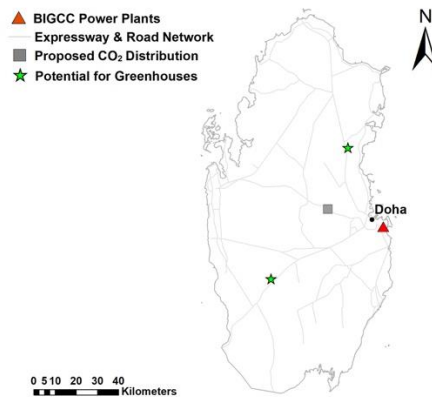 BIGCC Power Plants
Expressway & Road Network
Proposed CO₂ Distribution
Potential for Greenhouses
N
Doha
0 5 10 20 30 40
Kilometers